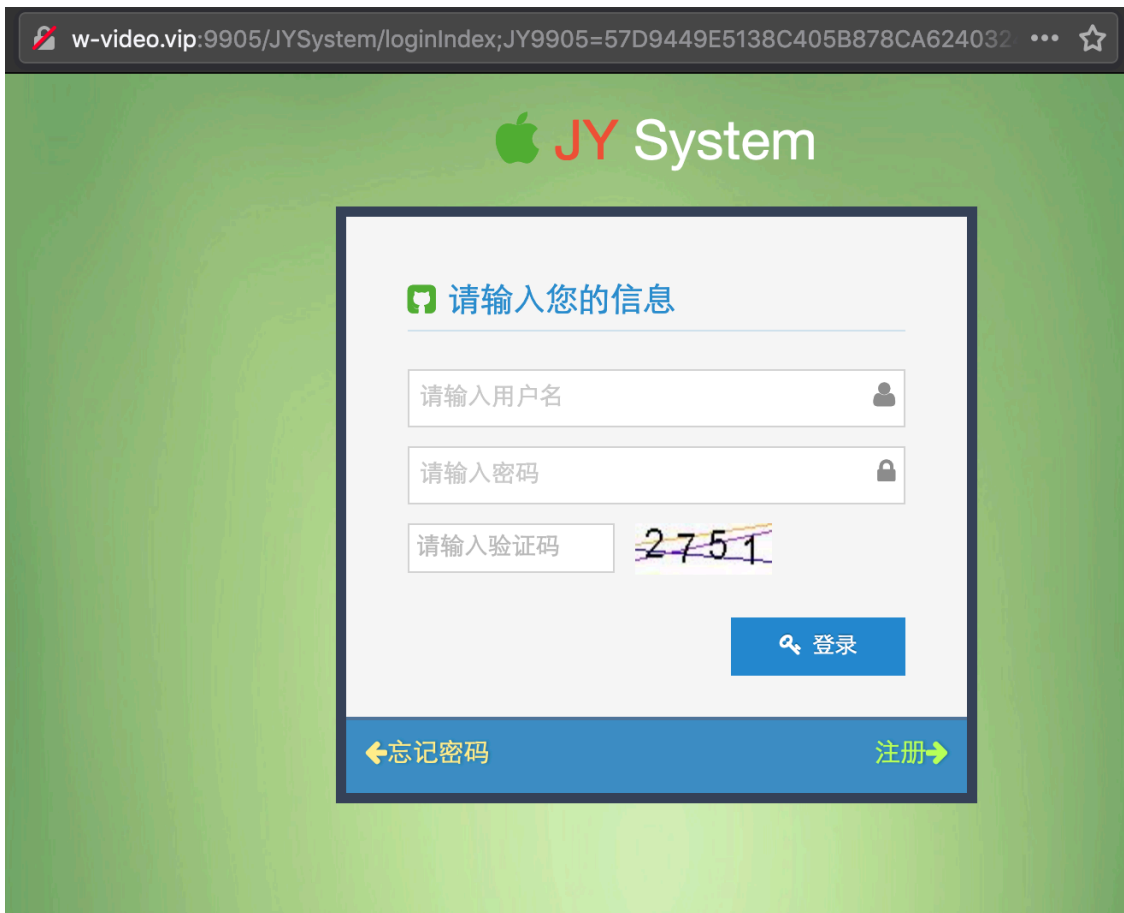 w-video.vip:9905/JYSystem/loginIndex;JY9905=57D9449E5138C405B878CA624032
JY System
请输入您的信息
请输入用户名
请输入密码
请输入验证码 2751
登录
忘记密码 注册